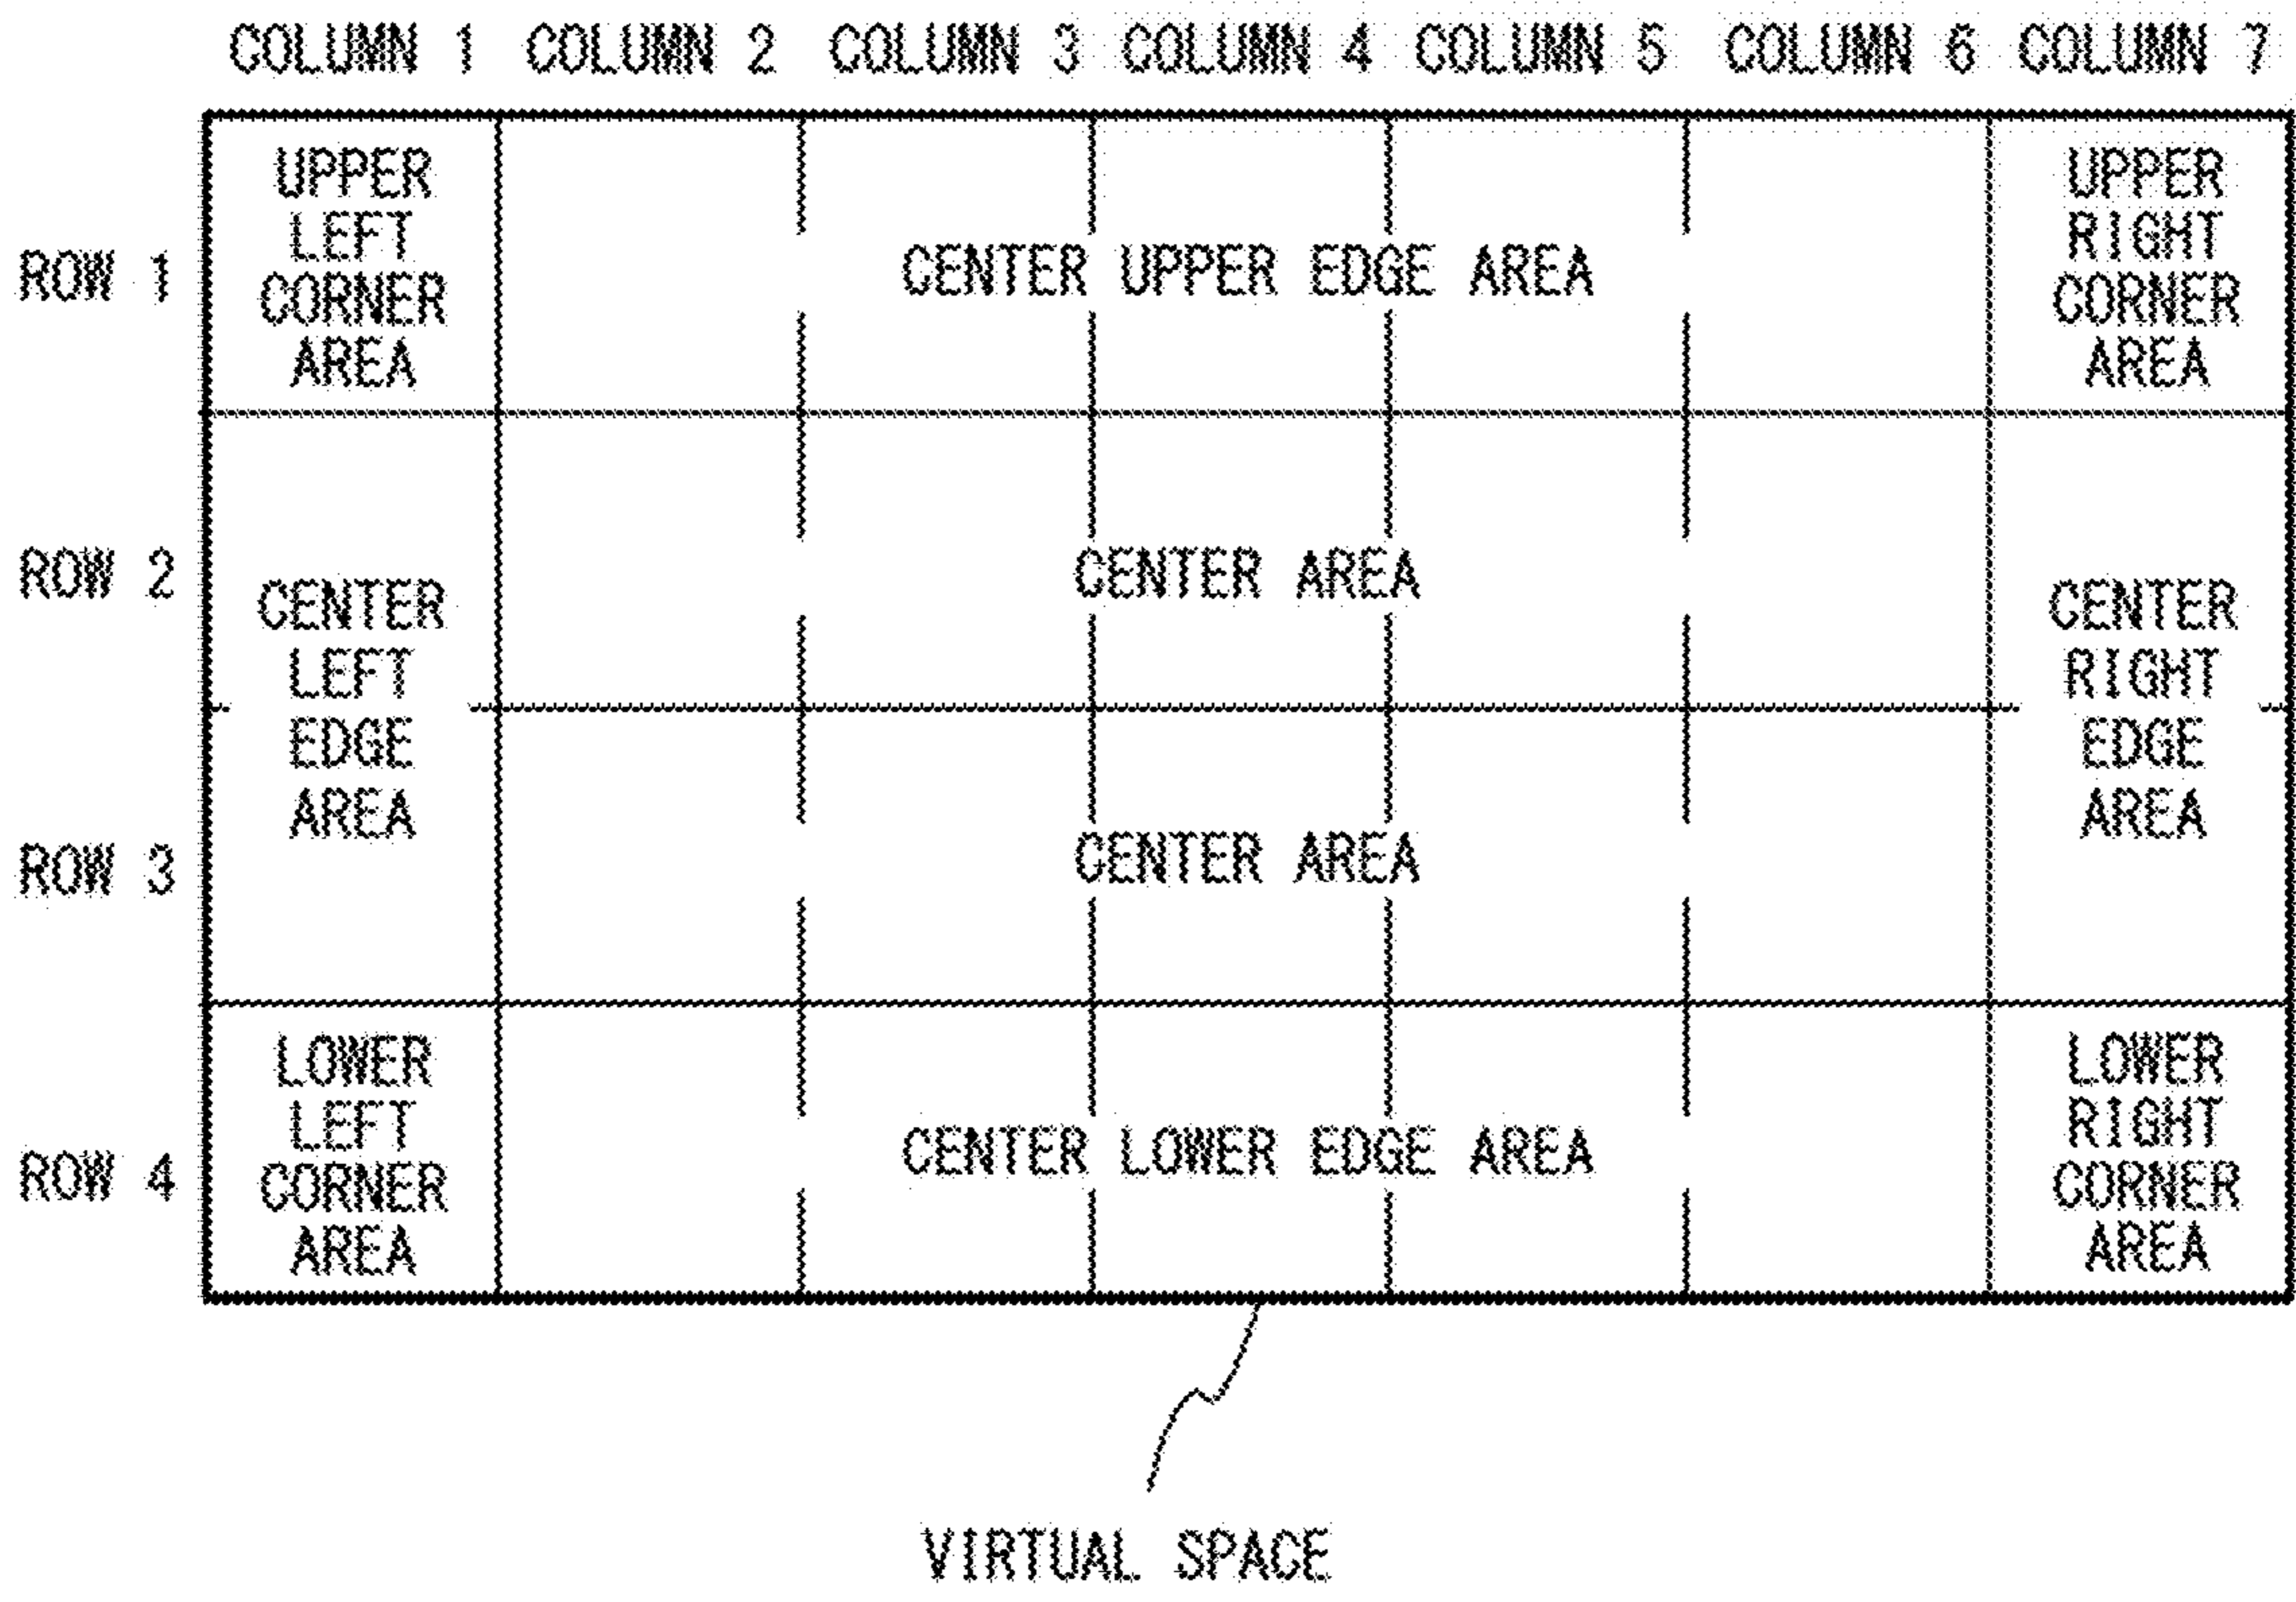 COLUMN 1 COLUMN 2 COLUMN 3 COLUMN 4 COLUMN 5 COLUMN 6 COLUMN 7
ROW 1
UPPER
LEFT
CORNER
AREA
CENTER UPPER EDGE AREA
UPPER
RIGHT
CORNER
AREA
ROW 2
CENTER
LEFT
EDGE
AREA
CENTER AREA
CENTER
RIGHT
EDGE
AREA
ROW 3
CENTER AREA
ROW 4
LOWER
LEFT
CORNER
AREA
CENTER LOWER EDGE AREA
LOWER
RIGHT
CORNER
AREA
VIRTUAL SPACE